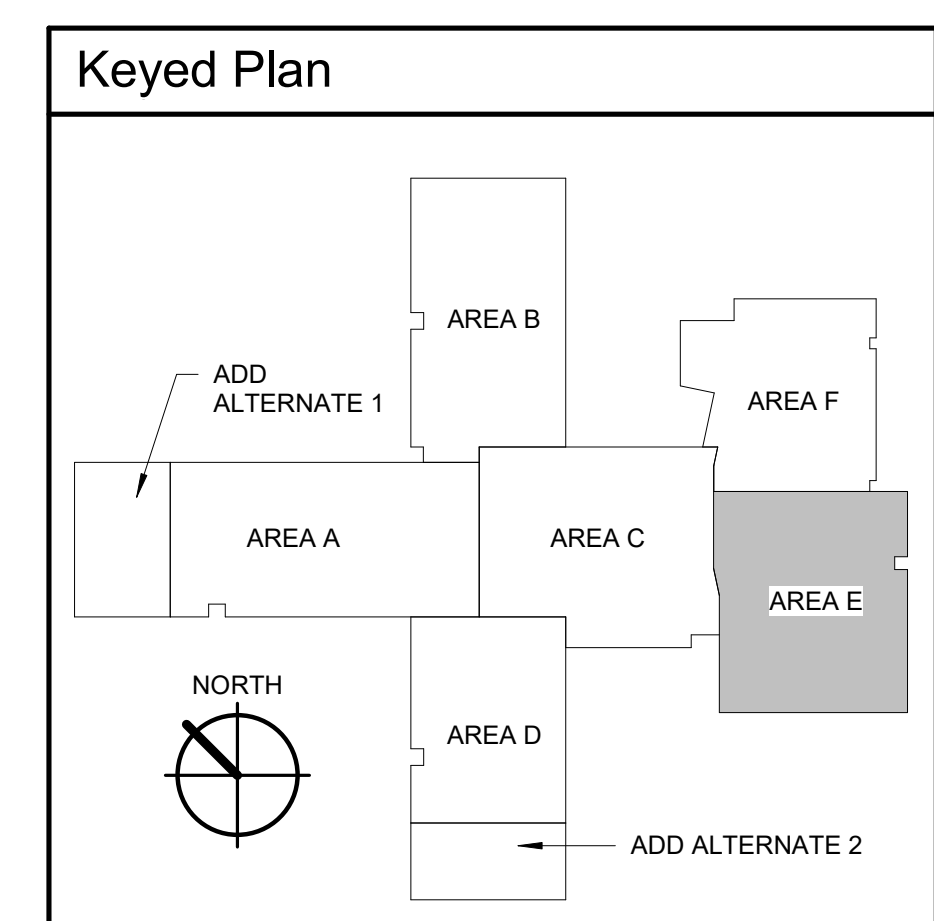 Keyed Plan
AREA B
ADD
ALTERNATE 1
AREA F
AREA A
AREA C
AREA E
NORTH
AREA D
ADD ALTERNATE 2